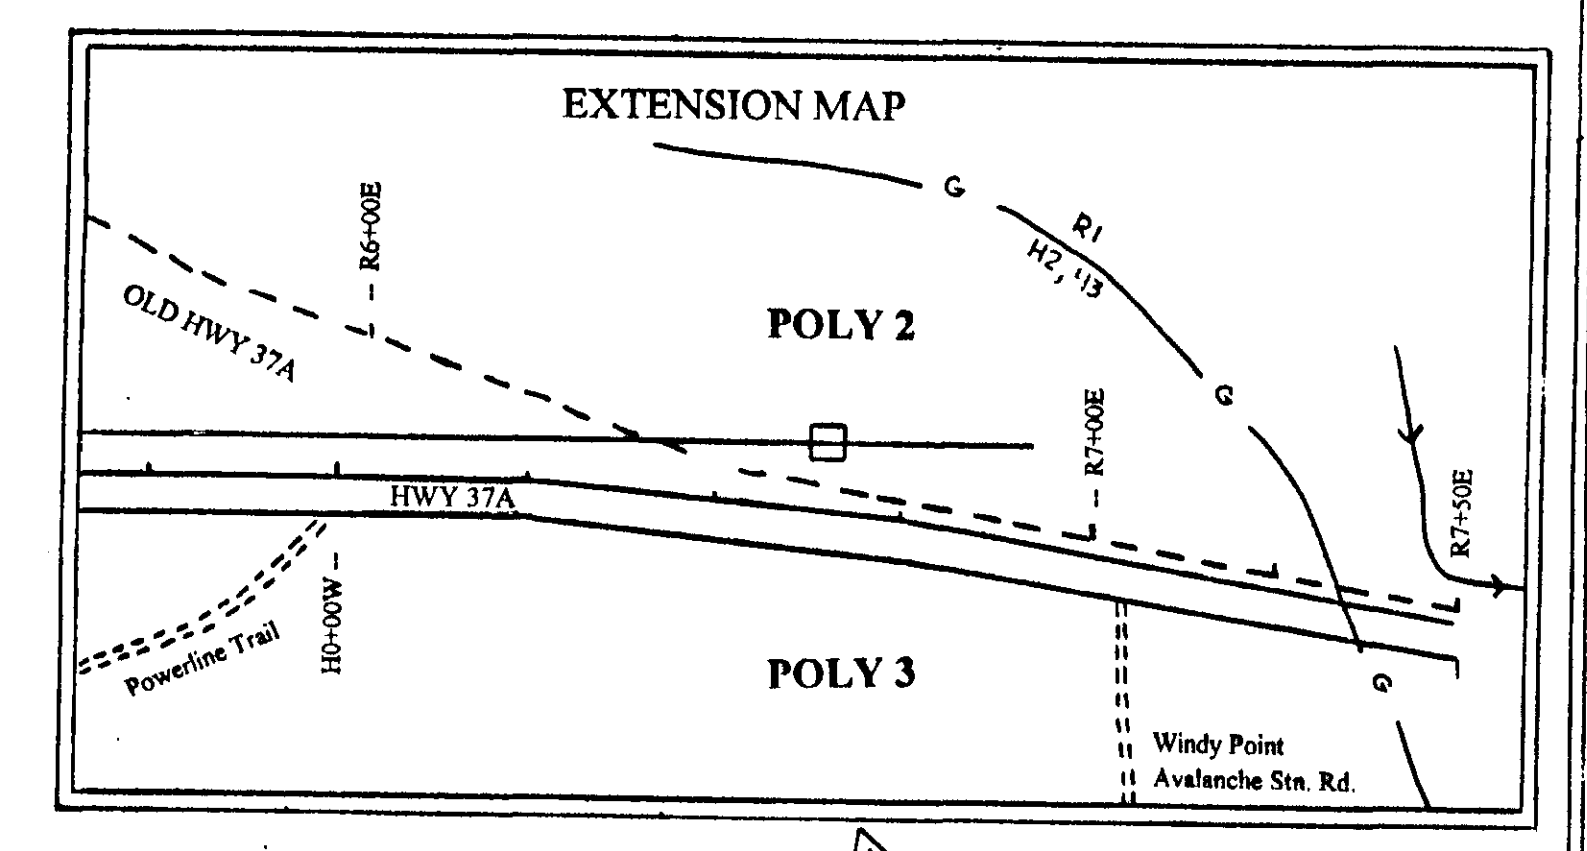 EXTENSION MAP
G
R6+00E
R1
H2, 43
OLD HWY 37A
POLY 2
G
R7+00E
HWY 37A
R7+50E
H0+00W
Powerline Trail
POLY 3
G
Windy Point
Avalanche Stn. Rd.